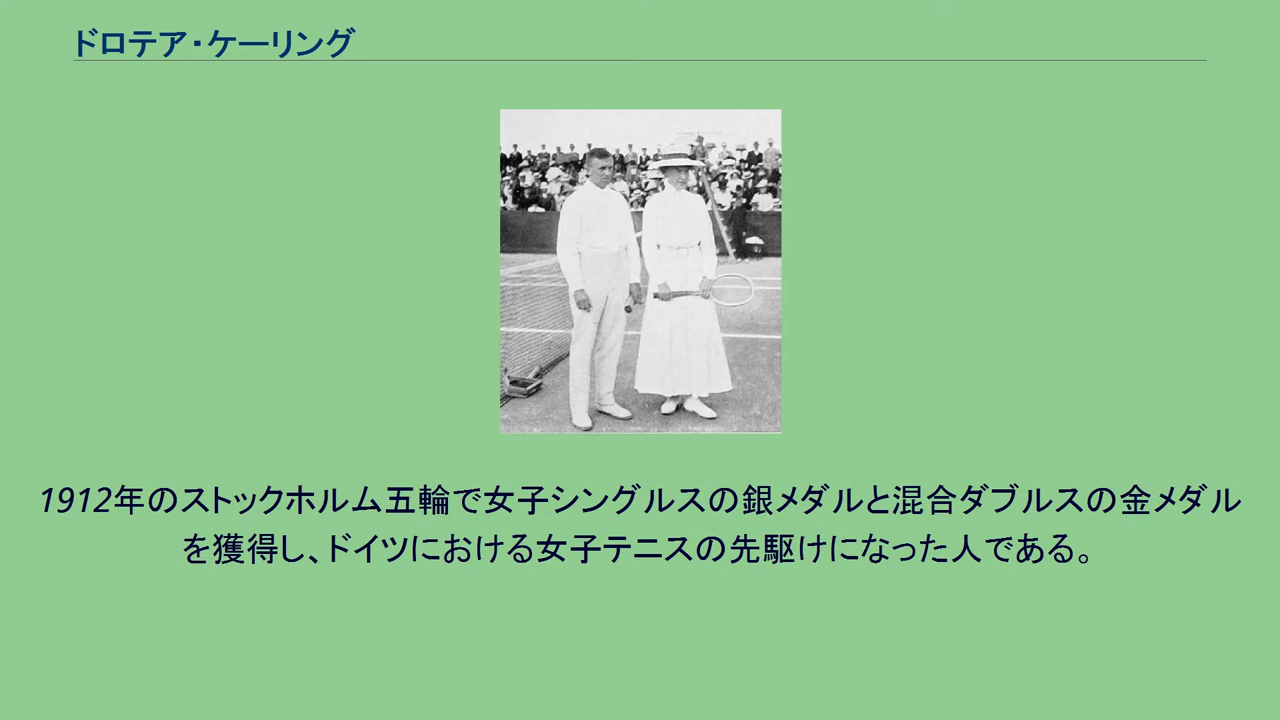 ドロテア・ケーリング
1912年のストックホルム五輪で女子シングルスの銀メダルと混合ダブルスの金メダル
を獲得し、ドイツにおける女子テニスの先駆けになった人である。